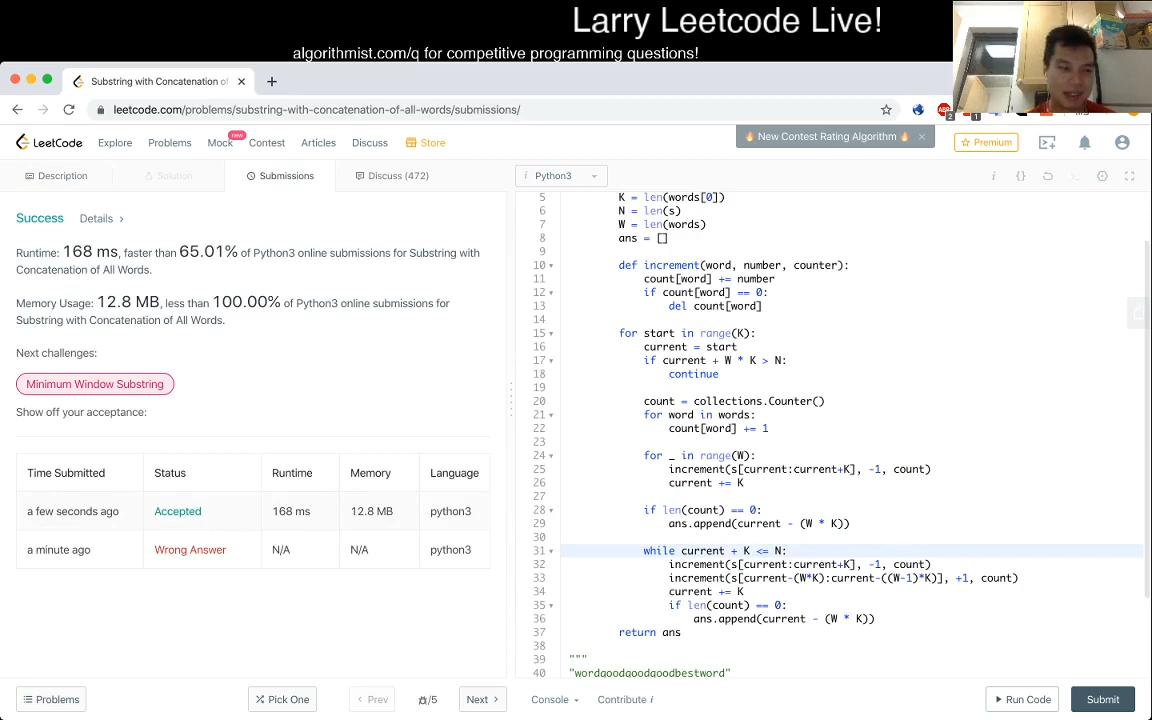 Larry Leetcode Live!
algorithmist.com/q for competitive programming questions!
Substring with Concatenation of
leetcode.com/problems/substring-with-concatenation-of-all-words/submissions/
LeetCode
Explore
Problems
Mock
new
Contest
Articles
Discuss
Store
🔥 New Contest Rating Algorithm 🔥 ×
Premium
Description
Solution
Submissions
Discuss (472)
Success
Details ›
Runtime: 168 ms, faster than 65.01% of Python3 online submissions for Substring with
Concatenation of All Words.
Memory Usage: 12.8 MB, less than 100.00% of Python3 online submissions for
Substring with Concatenation of All Words.
Next challenges:
Minimum Window Substring
Show off your acceptance:
Time Submitted Status Runtime Memory Language
a few seconds ago Accepted 168 ms 12.8 MB python3
a minute ago Wrong Answer N/A N/A python3
Python3
5 K = len(words[0])
6 N = len(s)
7 W = len(words)
8 ans = []
9
10 def increment(word, number, counter):
11 count[word] += number
12 if count[word] == 0:
13 del count[word]
14
15 for start in range(K):
16 current = start
17 if current + W * K > N:
18 continue
19
20 count = collections.Counter()
21 for word in words:
22 count[word] += 1
23
24 for _ in range(W):
25 increment(s[current:current+K], -1, count)
26 current += K
27
28 if len(count) == 0:
29 ans.append(current - (W * K))
30
31 while current + K <= N:
32 increment(s[current:current+K], -1, count)
33 increment(s[current-(W*K):current-((W-1)*K)], +1, count)
34 current += K
35 if len(count) == 0:
36 ans.append(current - (W * K))
37 return ans
38
39 """
40 "wordgoodgoodgoodbestword"
Problems
Pick One
‹ Prev
/5
Next ›
Console
Contribute i
Run Code
Submit